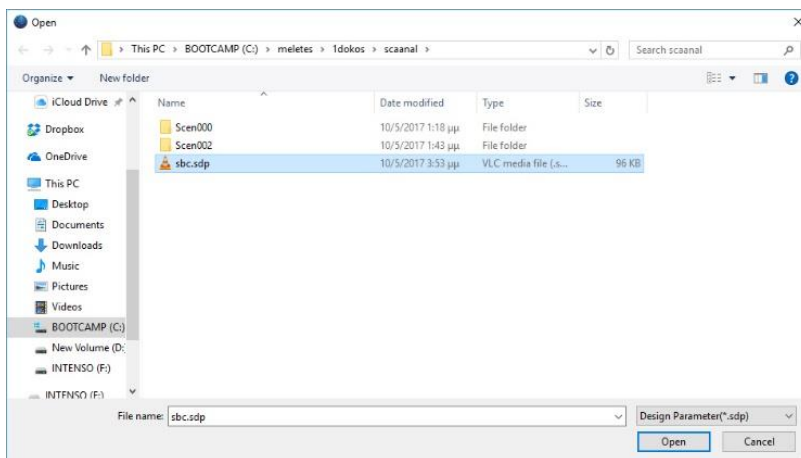 Open
This PC > BOOTCAMP (C:) > meletes > 1dokos > scaanal >
Search scaanal
Organize
New folder
Name Date modified Type Size
Scen000 10/5/2017 1:18 μμ File folder
Scen002 10/5/2017 1:43 μμ File folder
sbc.sdp 10/5/2017 3:53 μμ VLC media file (.s... 96 KB
iCloud Drive
Dropbox
OneDrive
This PC
Desktop
Documents
Downloads
Music
Pictures
Videos
BOOTCAMP (C:)
New Volume (D:
INTENSO (F:)
INTENSO (F:)
File name: sbc.sdp
Design Parameter(*.sdp)
Open Cancel